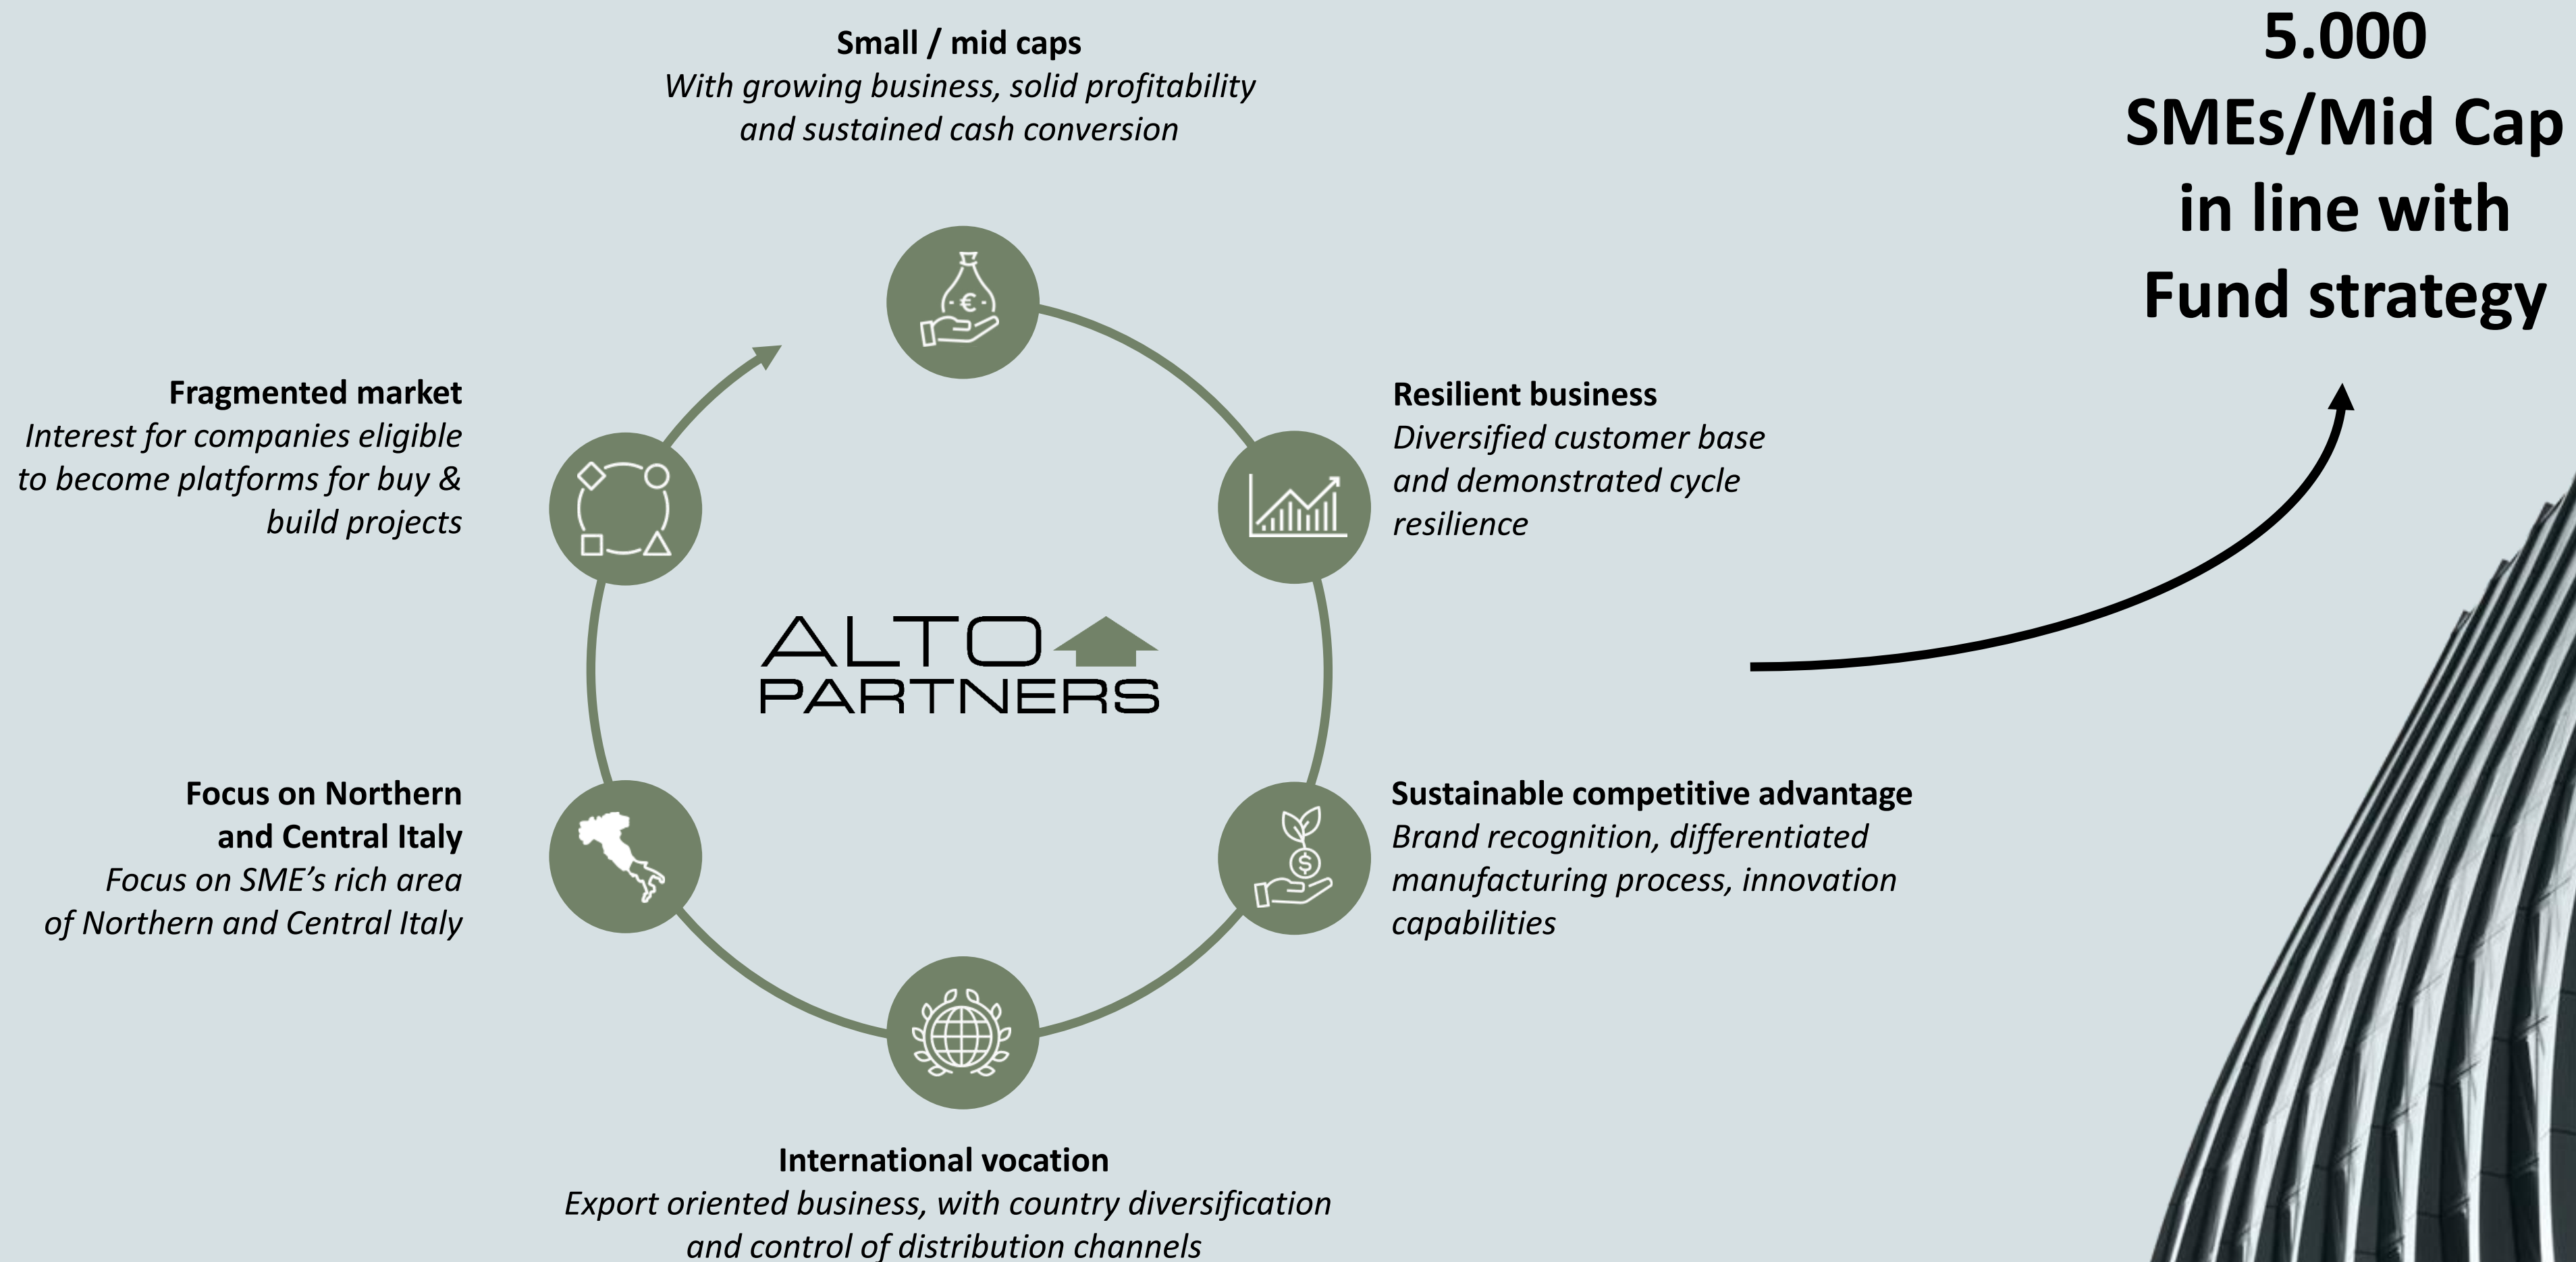 Small / mid caps
With growing business, solid profitability
and sustained cash conversion
5.000
SMEs/Mid Cap
in line with
Fund strategy
Fragmented market
Interest for companies eligible
to become platforms for buy &
build projects
€
Resilient business
Diversified customer base
and demonstrated cycle
resilience
ALTO
PARTNERS
Focus on Northern
and Central Italy
Focus on SME’s rich area
of Northern and Central Italy
$
Sustainable competitive advantage
Brand recognition, differentiated
manufacturing process, innovation
capabilities
International vocation
Export oriented business, with country diversification
and control of distribution channels